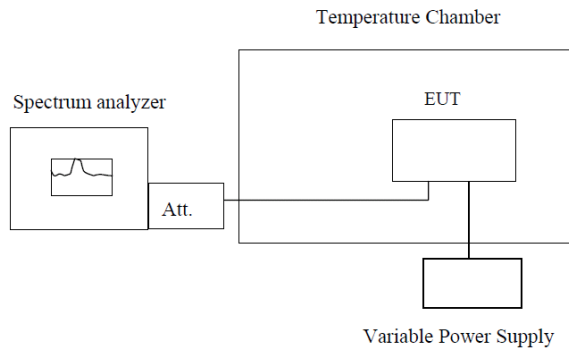 Temperature Chamber
Spectrum analyzer
EUT
Att.
Variable Power Supply